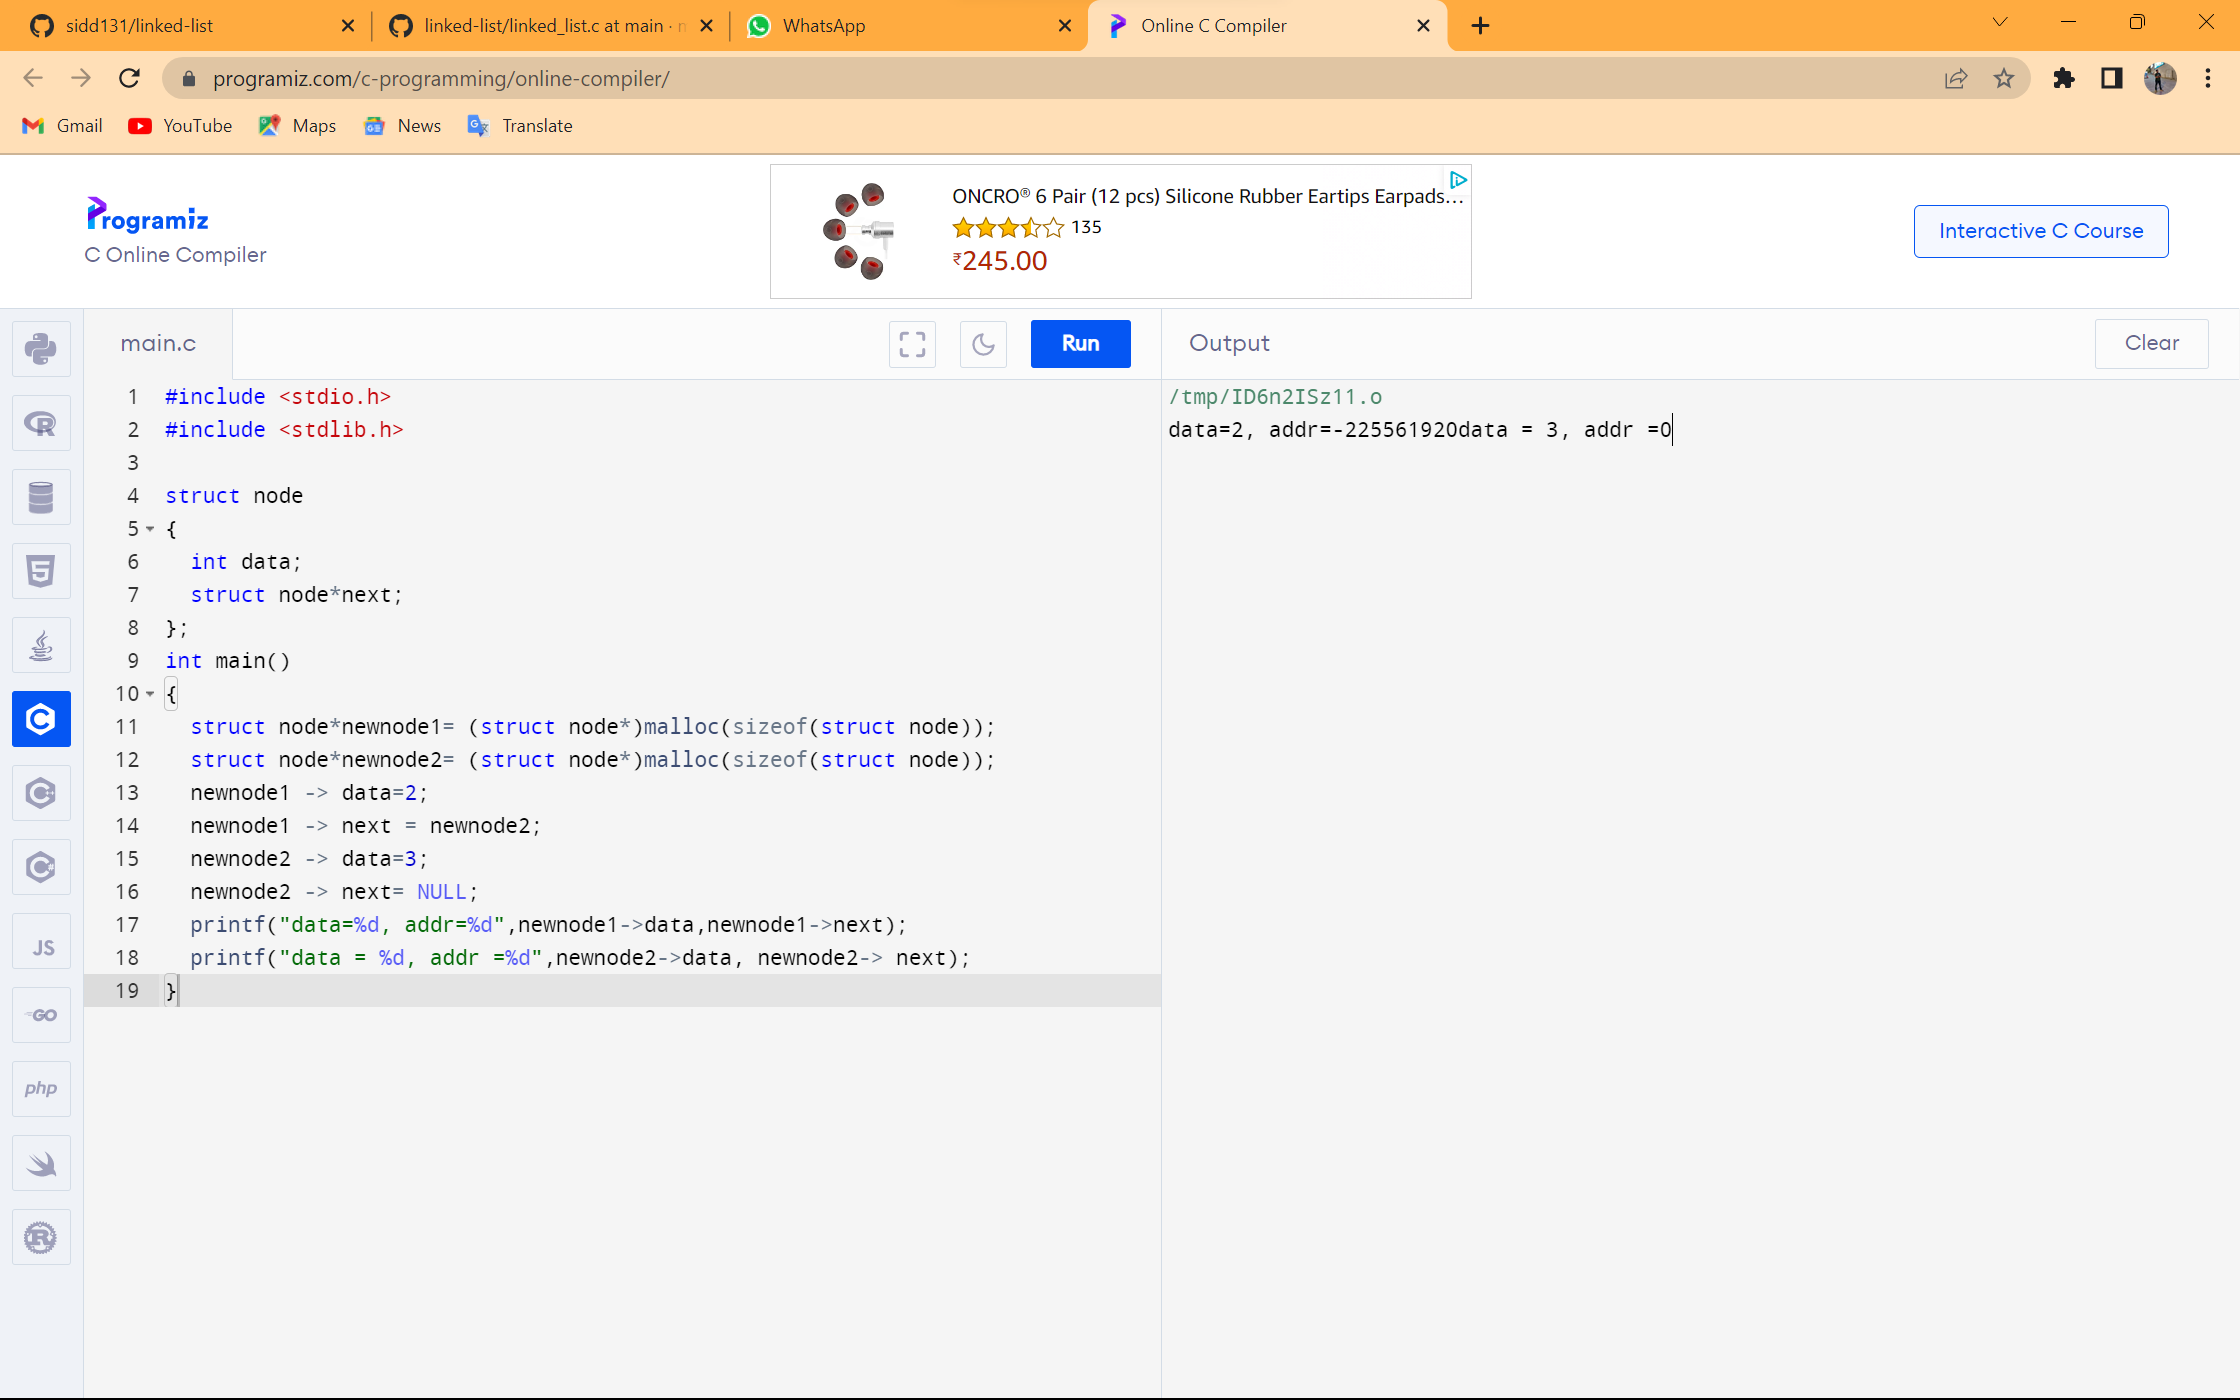 sidd131/linked-list
linked-list/linked_list.c at main ·
WhatsApp
Online C Compiler
programiz.com/c-programming/online-compiler/
Gmail
YouTube
Maps
News
Translate
Programiz
C Online Compiler
ONCRO® 6 Pair (12 pcs) Silicone Rubber Eartips Earpads...
135
₹245.00
Interactive C Course
main.c
Run
Output
Clear
1 #include <stdio.h>
2 #include <stdlib.h>
3
4 struct node
5 {
6 int data;
7 struct node*next;
8 };
9 int main()
10 {
11 struct node*newnode1= (struct node*)malloc(sizeof(struct node));
12 struct node*newnode2= (struct node*)malloc(sizeof(struct node));
13 newnode1 -> data=2;
14 newnode1 -> next = newnode2;
15 newnode2 -> data=3;
16 newnode2 -> next= NULL;
17 printf("data=%d, addr=%d",newnode1->data,newnode1->next);
18 printf("data = %d, addr =%d",newnode2->data, newnode2-> next);
19 }
/tmp/ID6n2ISz11.o
data=2, addr=-225561920data = 3, addr =0
JS
GO
php